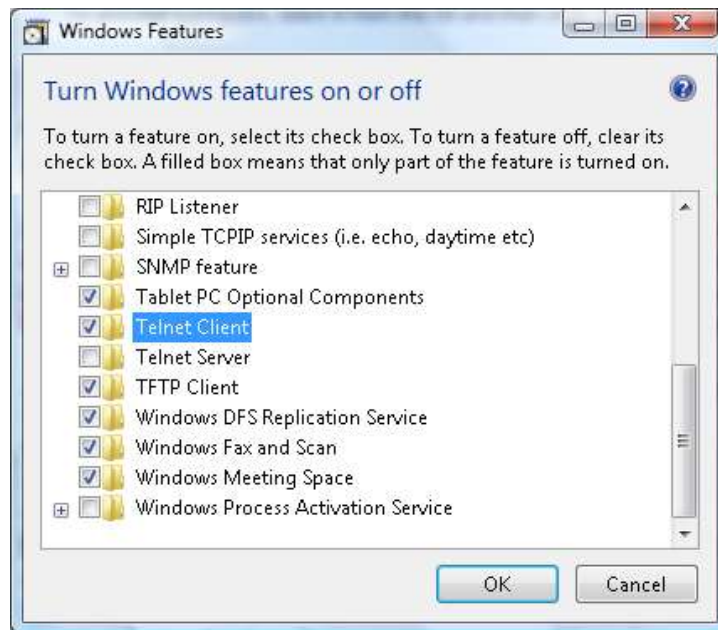 Windows Features
Turn Windows features on or off
To turn a feature on, select its check box. To turn a feature off, clear its
check box. A filled box means that only part of the feature is turned on.
RIP Listener
Simple TCPIP services (i.e. echo, daytime etc)
SNMP feature
Tablet PC Optional Components
Telnet Client
Telnet Server
TFTP Client
Windows DFS Replication Service
Windows Fax and Scan
Windows Meeting Space
Windows Process Activation Service
OK Cancel